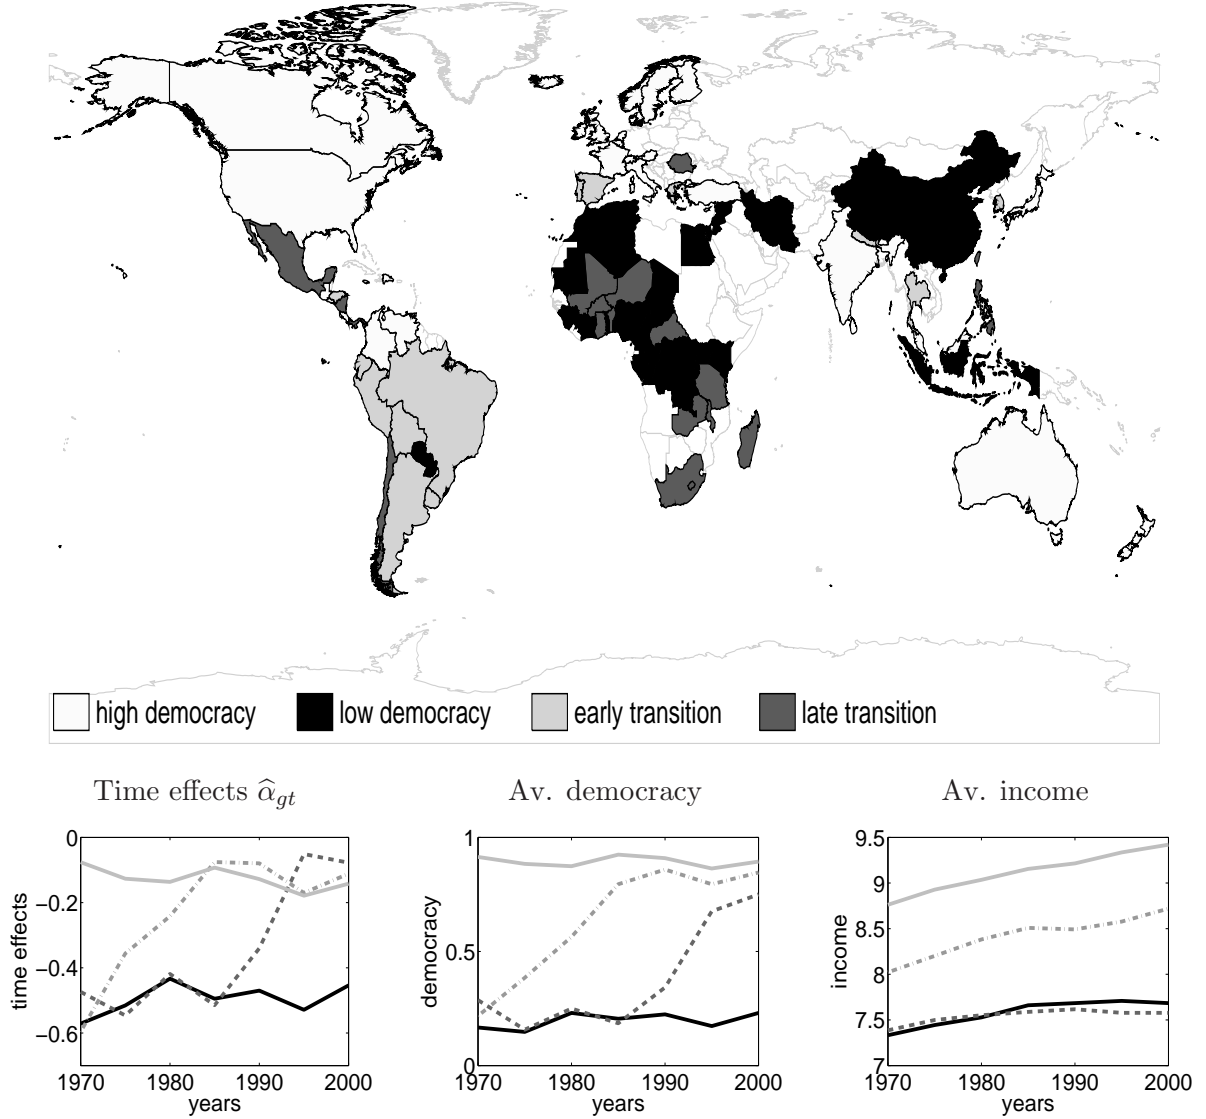 high democracy low democracy early transition late transition
Time effects α̂gt
Av. democracy
Av. income
0
−0.2
−0.4
−0.6
time effects
1970 1980 1990 2000
years
1
0.5
0
democracy
1970 1980 1990 2000
years
9.5
9
8.5
8
7.5
7
income
1970 1980 1990 2000
years